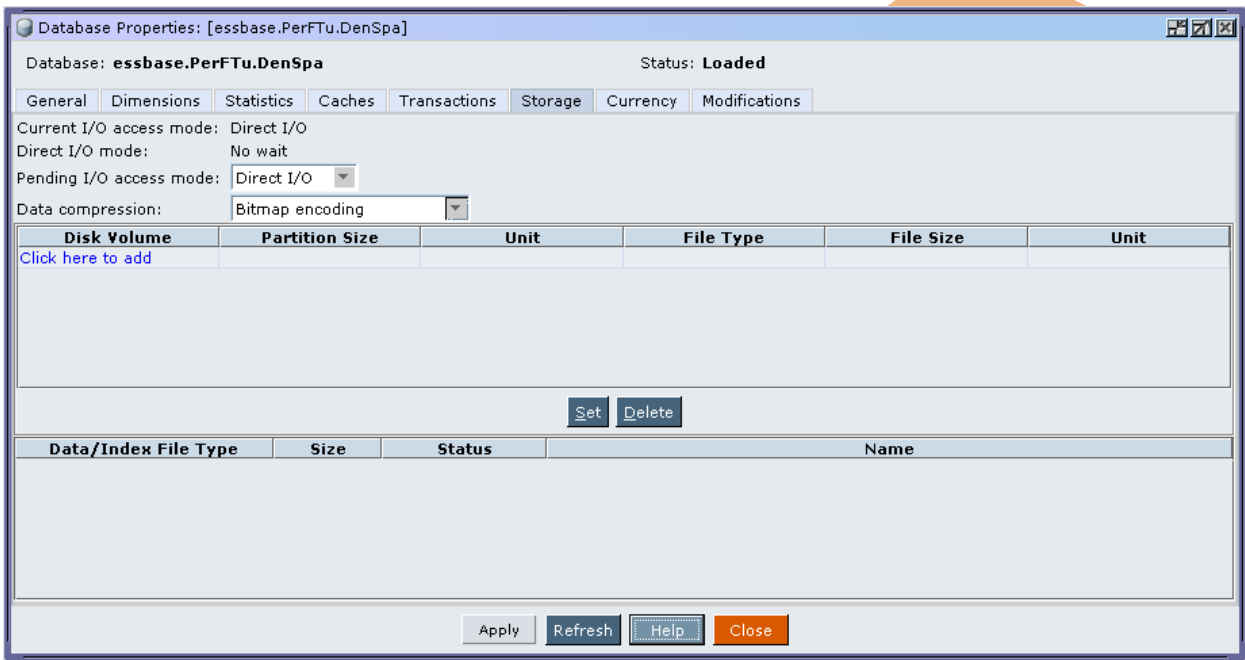 Database Properties: [essbase.PerFTu.DenSpa]
Database: essbase.PerFTu.DenSpa Status: Loaded
General Dimensions Statistics Caches Transactions Storage Currency Modifications
Current I/O access mode: Direct I/O
Direct I/O mode: No wait
Pending I/O access mode: Direct I/O
Data compression: Bitmap encoding
Disk Volume Partition Size Unit File Type File Size Unit
Click here to add
Set Delete
Data/Index File Type Size Status Name
Apply Refresh Help Close